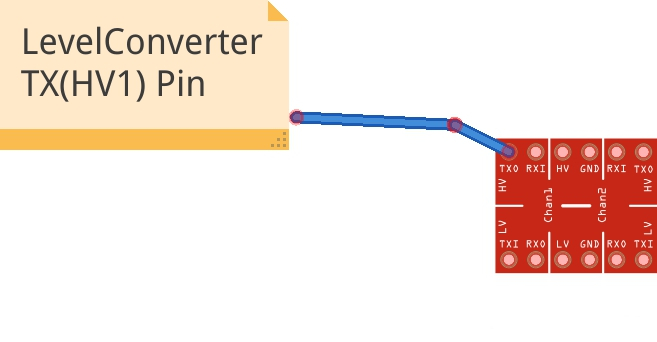 LevelConverter
TX(HV1) Pin
TXO RXI HV GND RXO TXO
HV Chan1 Chan2 HV
LV LV
TXI RXO LV GND RXO TXI